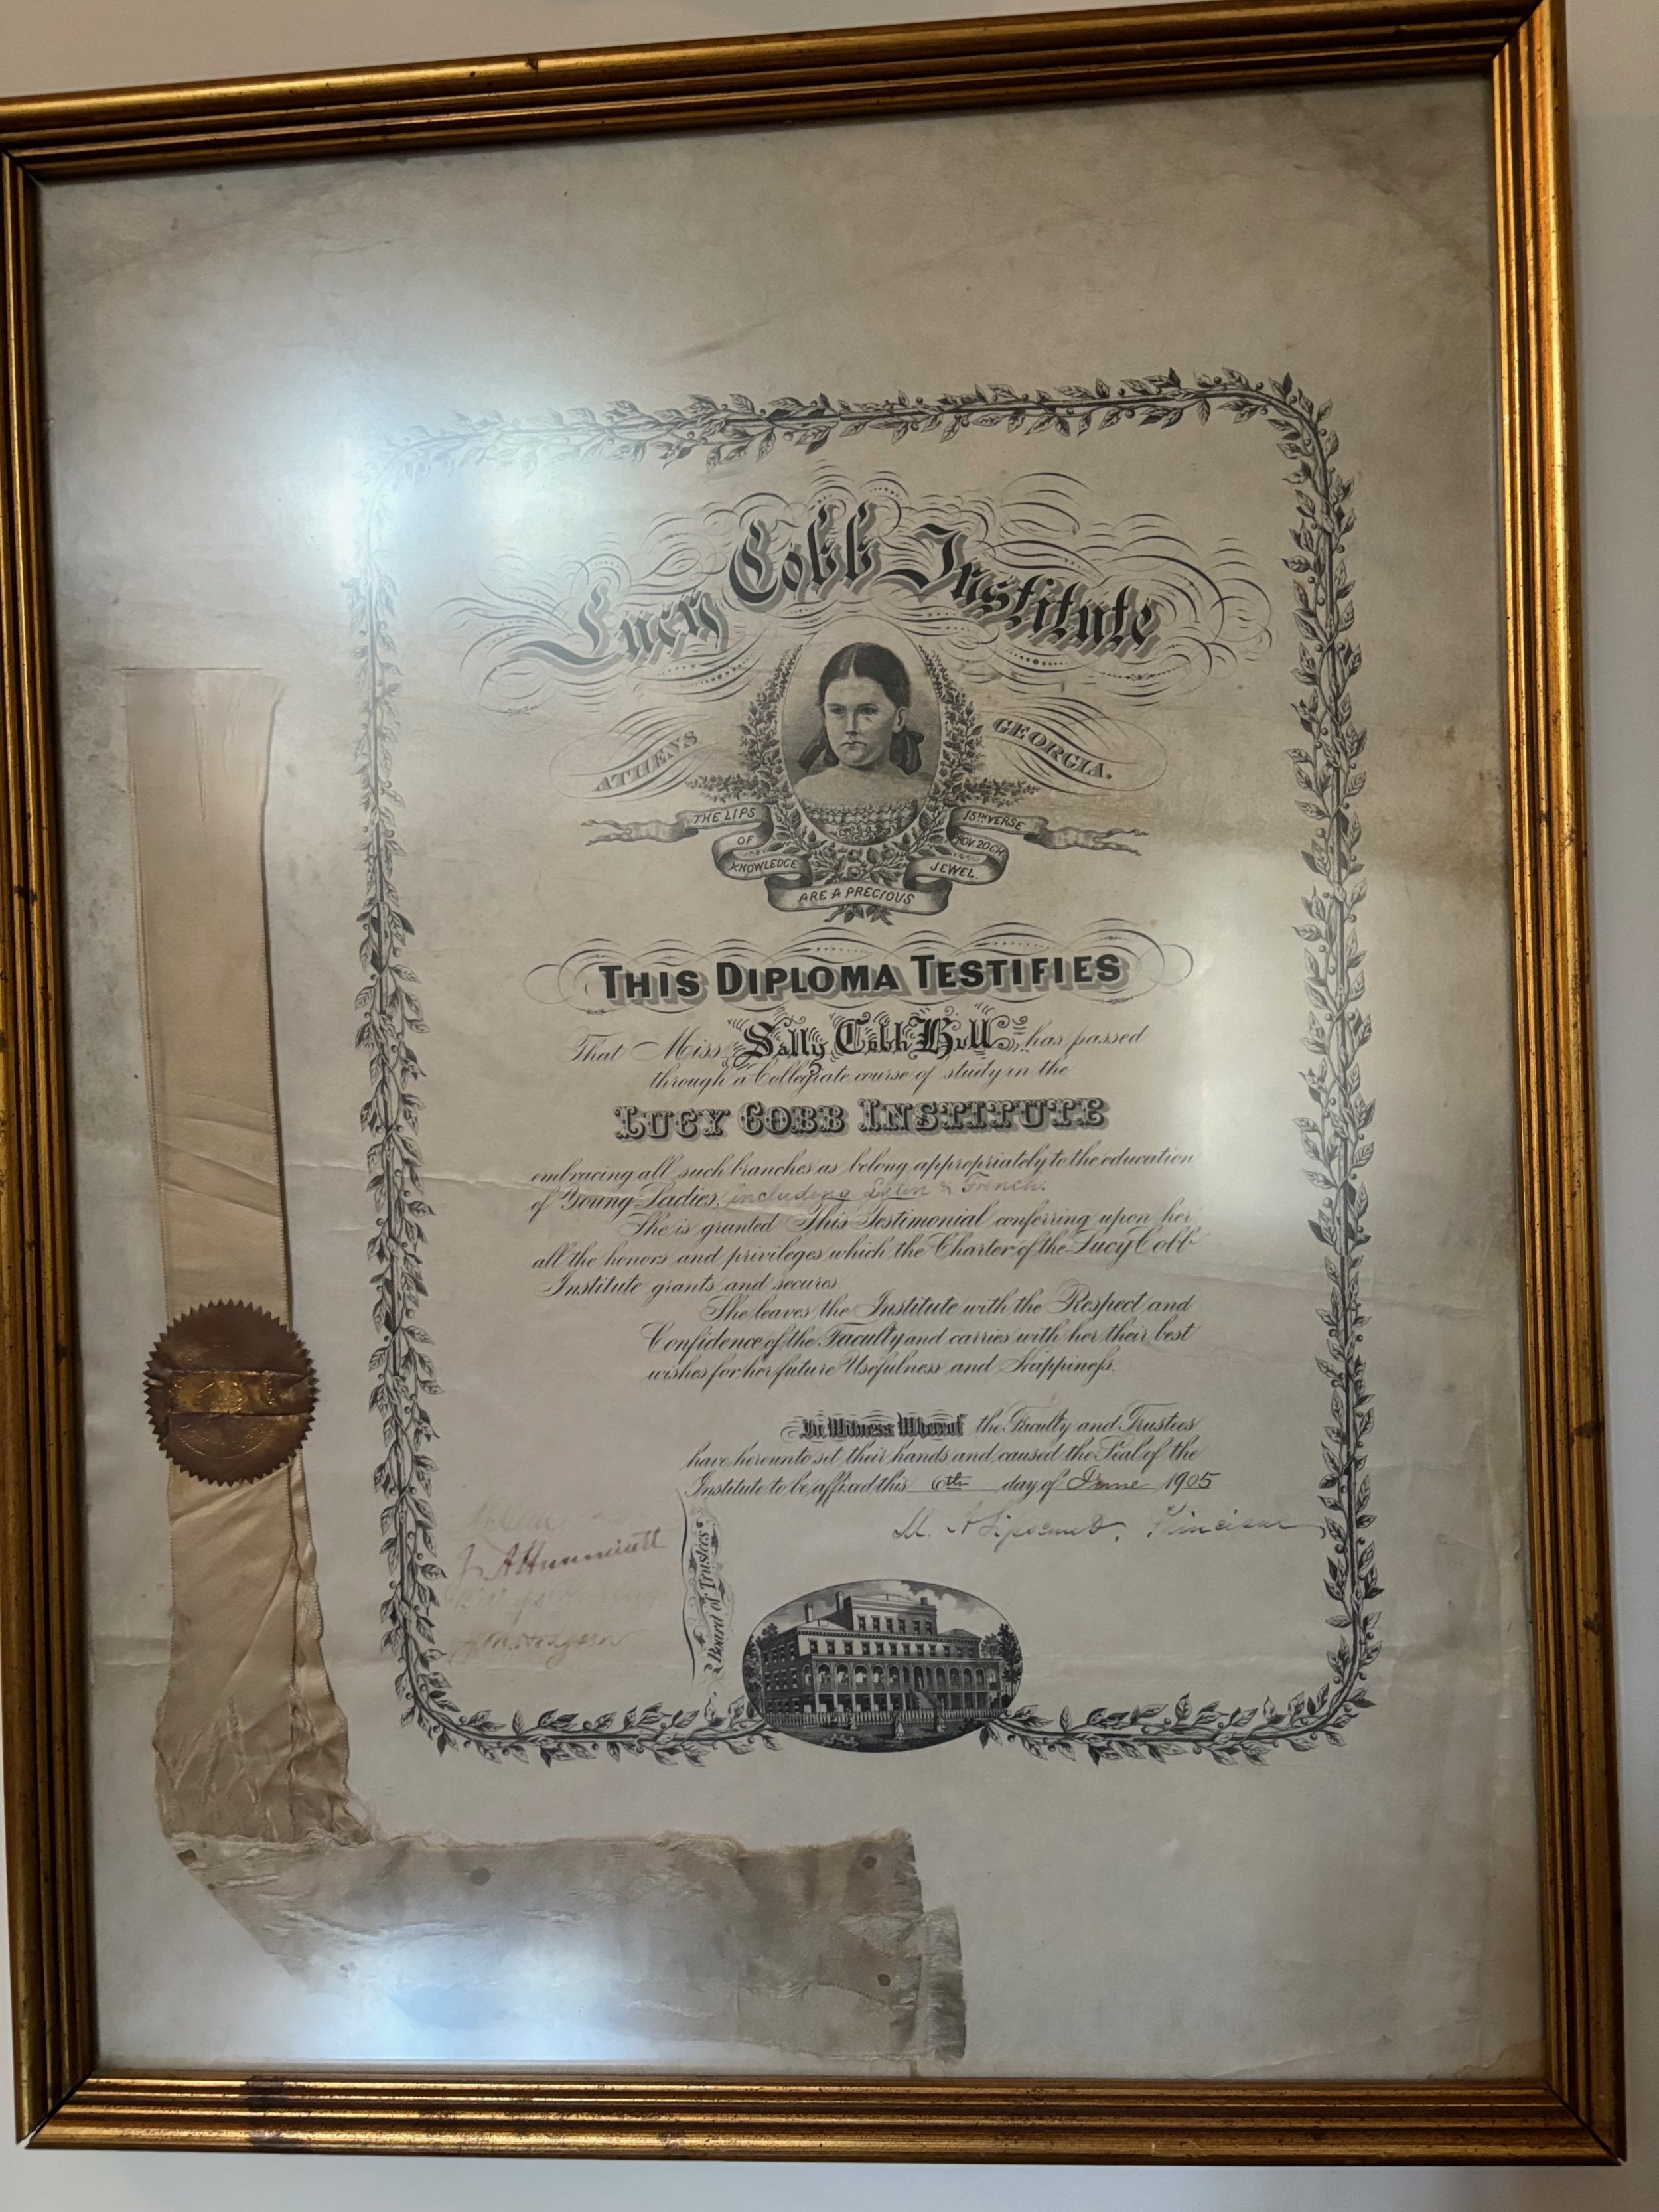 Lucy Cobb Institute
ATHENS GEORGIA.
THE LIPS
OF
KNOWLEDGE
ARE A PRECIOUS
JEWEL.
15TH VERSE
20CH
THIS DIPLOMA TESTIFIES
That Miss Sally Cobb Hull has passed
through a Collegiate course of study in the
LUCY COBB INSTITUTE
embracing all such branches as belong appropriately to the education
of Young Ladies, including Latin & French.
She is granted This Testimonial conferring upon her
all the honors and privileges which the Charter of the Lucy Cobb
Institute grants and secures.
She leaves the Institute with the Respect and
Confidence of the Faculty and carries with her their best
wishes for her future Usefulness and Happiness.
In Witness Whereof the Faculty and Trustees
have hereunto set their hands and caused the Seal of the
Institute to be affixed this 6th day of June 1905
M. A. Lipscomb, Principal
Board of Trustees
J. A. Hunnicutt
Hodgson